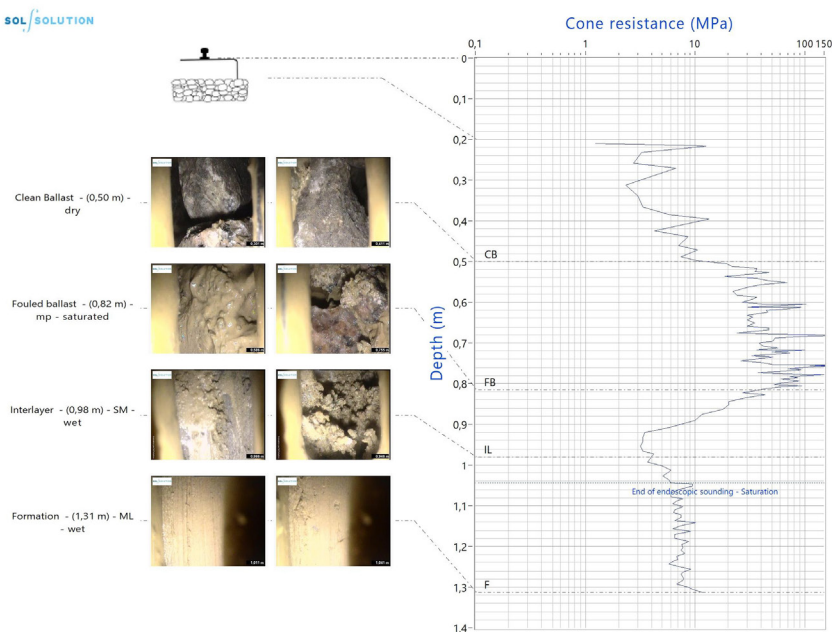 SOL SOLUTION
Cone resistance (MPa)
0,1
1
10
100
150
Depth (m)
0
0,1
0,2
0,3
0,4
0,5
0,6
0,7
0,8
0,9
1
1,1
1,2
1,3
1,4
Clean Ballast - (0,50 m) -
dry
CB
Fouled ballast - (0,82 m) -
mp - saturated
FB
Interlayer - (0,98 m) - SM -
wet
IL
End of endoscopic sounding - Saturation
Formation - (1,31 m) - ML
- wet
F